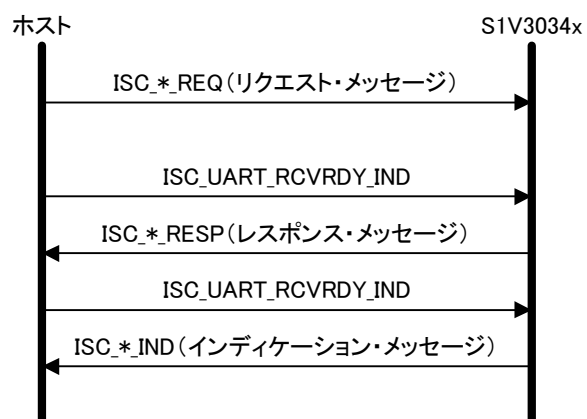 ホスト
S1V3034x
ISC_*_REQ(リクエスト・メッセージ)
ISC_UART_RCVRDY_IND
ISC_*_RESP(レスポンス・メッセージ)
ISC_UART_RCVRDY_IND
ISC_*_IND(インディケーション・メッセージ)